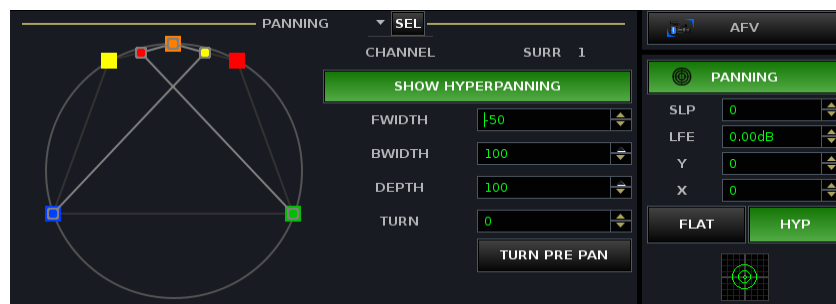 PANNING SEL
CHANNEL SURR 1
SHOW HYPERPANNING
FWIDTH -50
BWIDTH 100
DEPTH 100
TURN 0
TURN PRE PAN
AFV
PANNING
SLP 0
LFE 0.00dB
Y 0
X 0
FLAT HYP